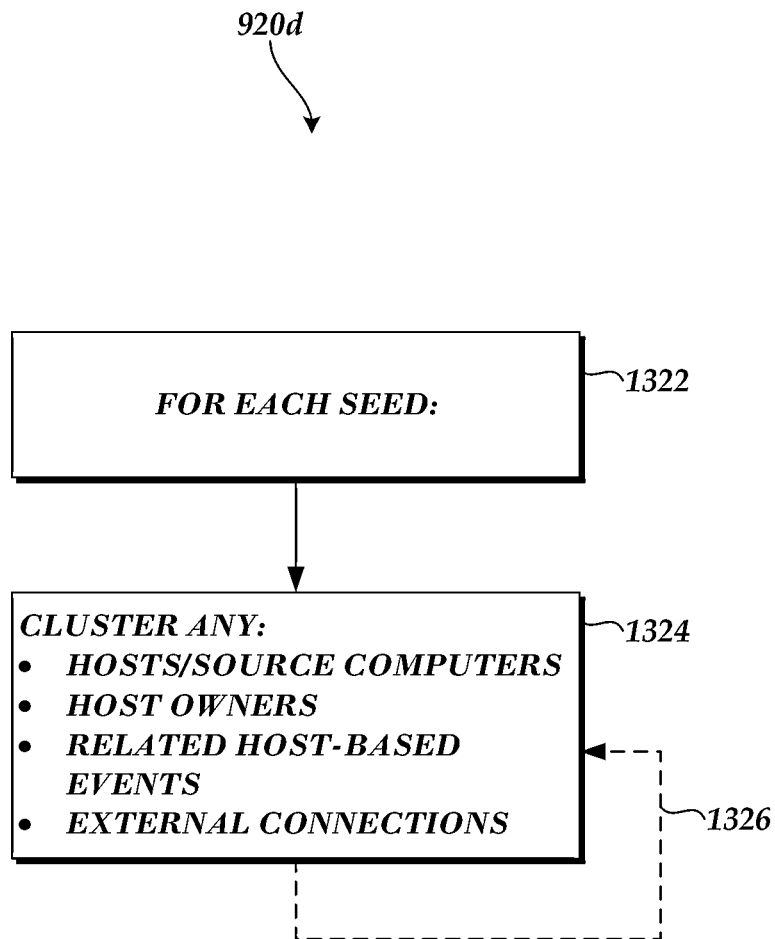 920d
FOR EACH SEED:
1322
CLUSTER ANY:
1324
• HOSTS/SOURCE COMPUTERS
• HOST OWNERS
• RELATED HOST-BASED
EVENTS
• EXTERNAL CONNECTIONS
1326